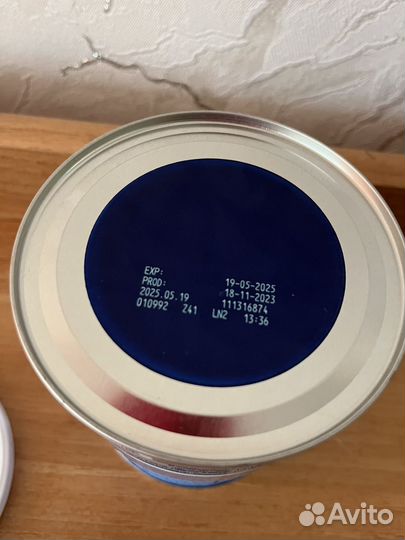 EXP: 19-05-2025
PROD: 18-11-2023
2025.05.19 111316874
010992 Z41 LN2 13:36
Avito